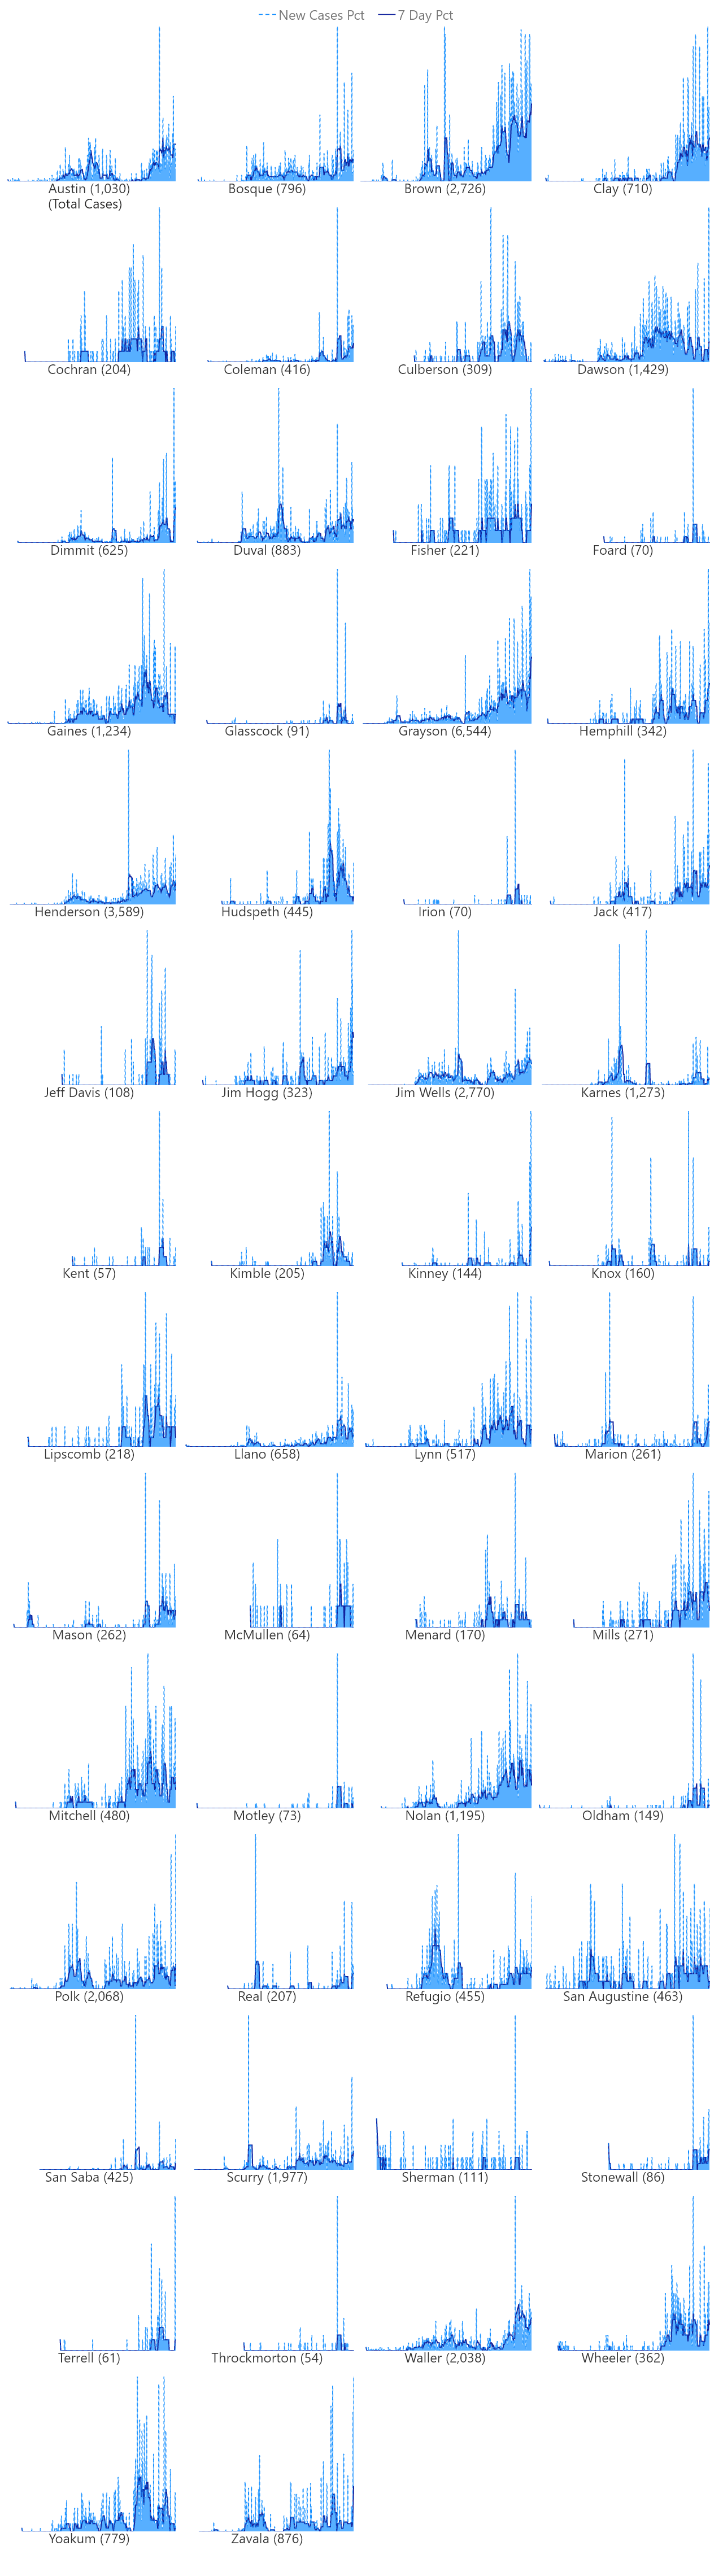 New Cases Pct 7 Day Pct
Austin (1,030) Bosque (796) Brown (2,726) Clay (710)
(Total Cases)
Cochran (204) Coleman (416) Culberson (309) Dawson (1,429)
Dimmit (625) Duval (883) Fisher (221) Foard (70)
Gaines (1,234) Glasscock (91) Grayson (6,544) Hemphill (342)
Henderson (3,589) Hudspeth (445) Irion (70) Jack (417)
Jeff Davis (108) Jim Hogg (323) Jim Wells (2,770) Karnes (1,273)
Kent (57) Kimble (205) Kinney (144) Knox (160)
Lipscomb (218) Llano (658) Lynn (517) Marion (261)
Mason (262) McMullen (64) Menard (170) Mills (271)
Mitchell (480) Motley (73) Nolan (1,195) Oldham (149)
Polk (2,068) Real (207) Refugio (455) San Augustine (463)
San Saba (425) Scurry (1,977) Sherman (111) Stonewall (86)
Terrell (61) Throckmorton (54) Waller (2,038) Wheeler (362)
Yoakum (779) Zavala (876)